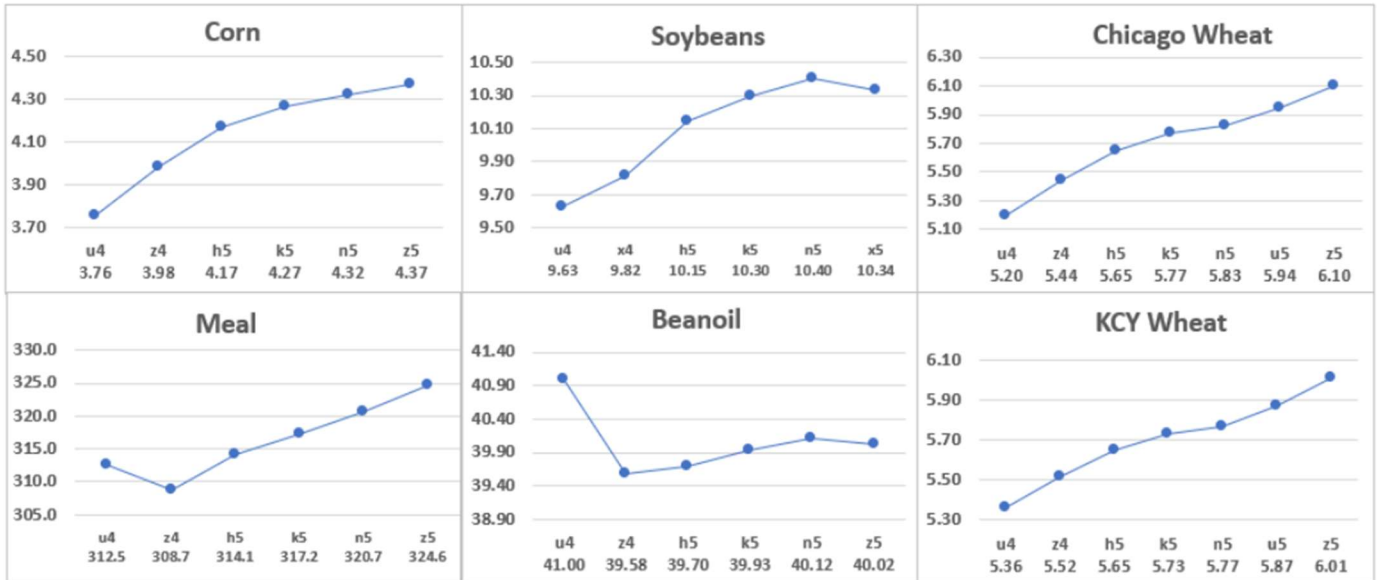 Corn
4.50
4.30
4.10
3.90
3.70
u4 z4 h5 k5 n5 z5
3.76 3.98 4.17 4.27 4.32 4.37
Soybeans
10.50
10.30
10.10
9.90
9.70
9.50
u4 x4 h5 k5 n5 x5
9.63 9.82 10.15 10.30 10.40 10.34
Chicago Wheat
6.30
6.10
5.90
5.70
5.50
5.30
5.10
u4 z4 h5 k5 n5 u5 z5
5.20 5.44 5.65 5.77 5.83 5.94 6.10
Meal
330.0
325.0
320.0
315.0
310.0
305.0
u4 z4 h5 k5 n5 z5
312.5 308.7 314.1 317.2 320.7 324.6
Beanoil
41.40
40.90
40.40
39.90
39.40
38.90
u4 z4 h5 k5 n5 z5
41.00 39.58 39.70 39.93 40.12 40.02
KCY Wheat
6.10
5.90
5.70
5.50
5.30
u4 z4 h5 k5 n5 u5 z5
5.36 5.52 5.65 5.73 5.77 5.87 6.01